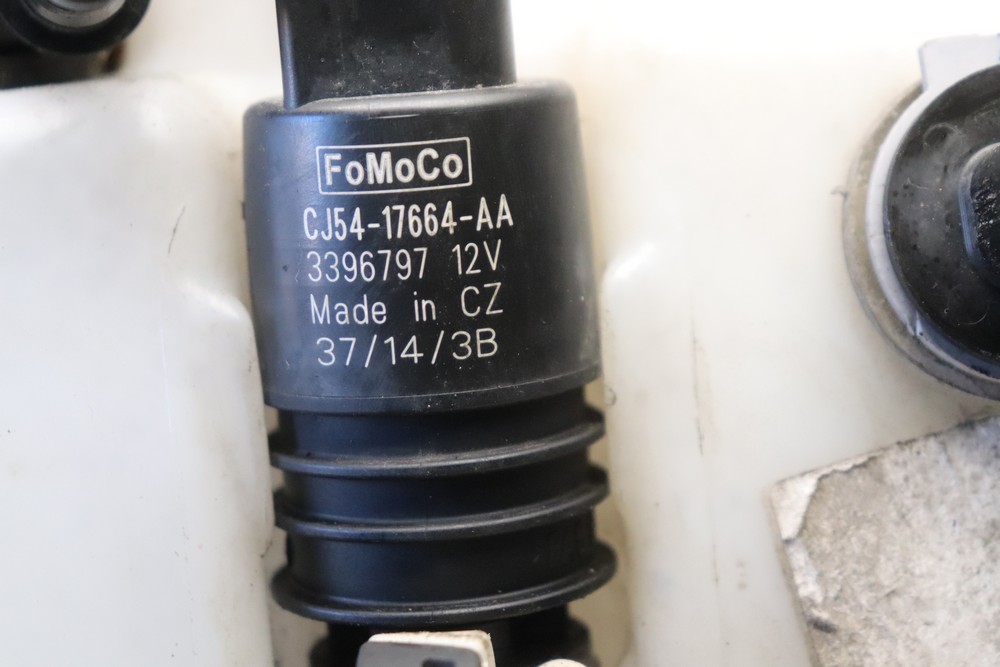 FoMoCo
CJ54-17664-AA
3396797 12V
Made in CZ
37/14/3B